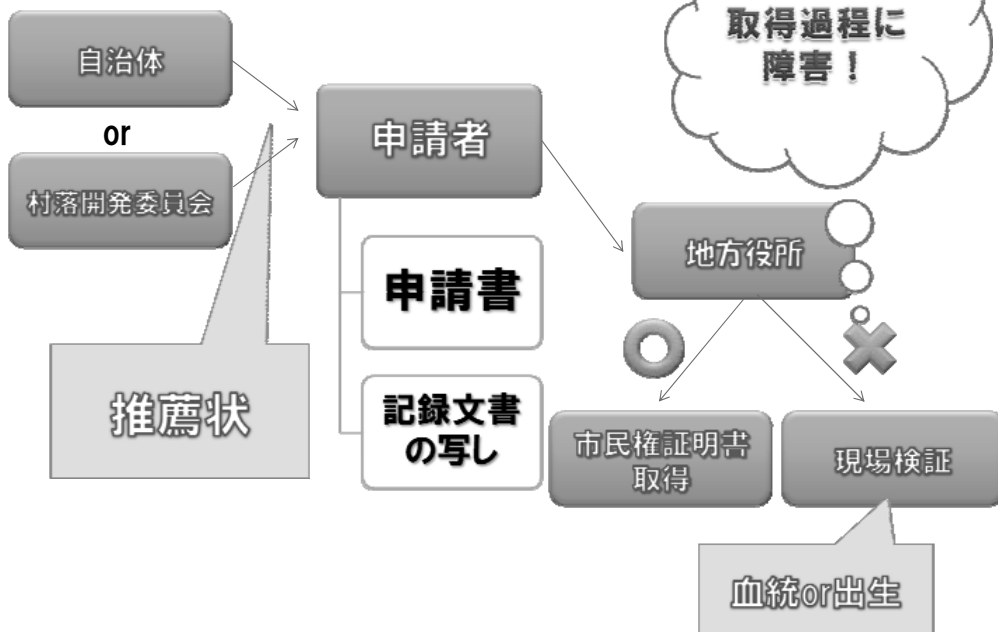 取得過程に
障害！
自治体
or
村落開発委員会
推薦状
申請者
申請書
記録文書
の写し
地方役所
市民権証明書
取得
現場検証
血統or出生